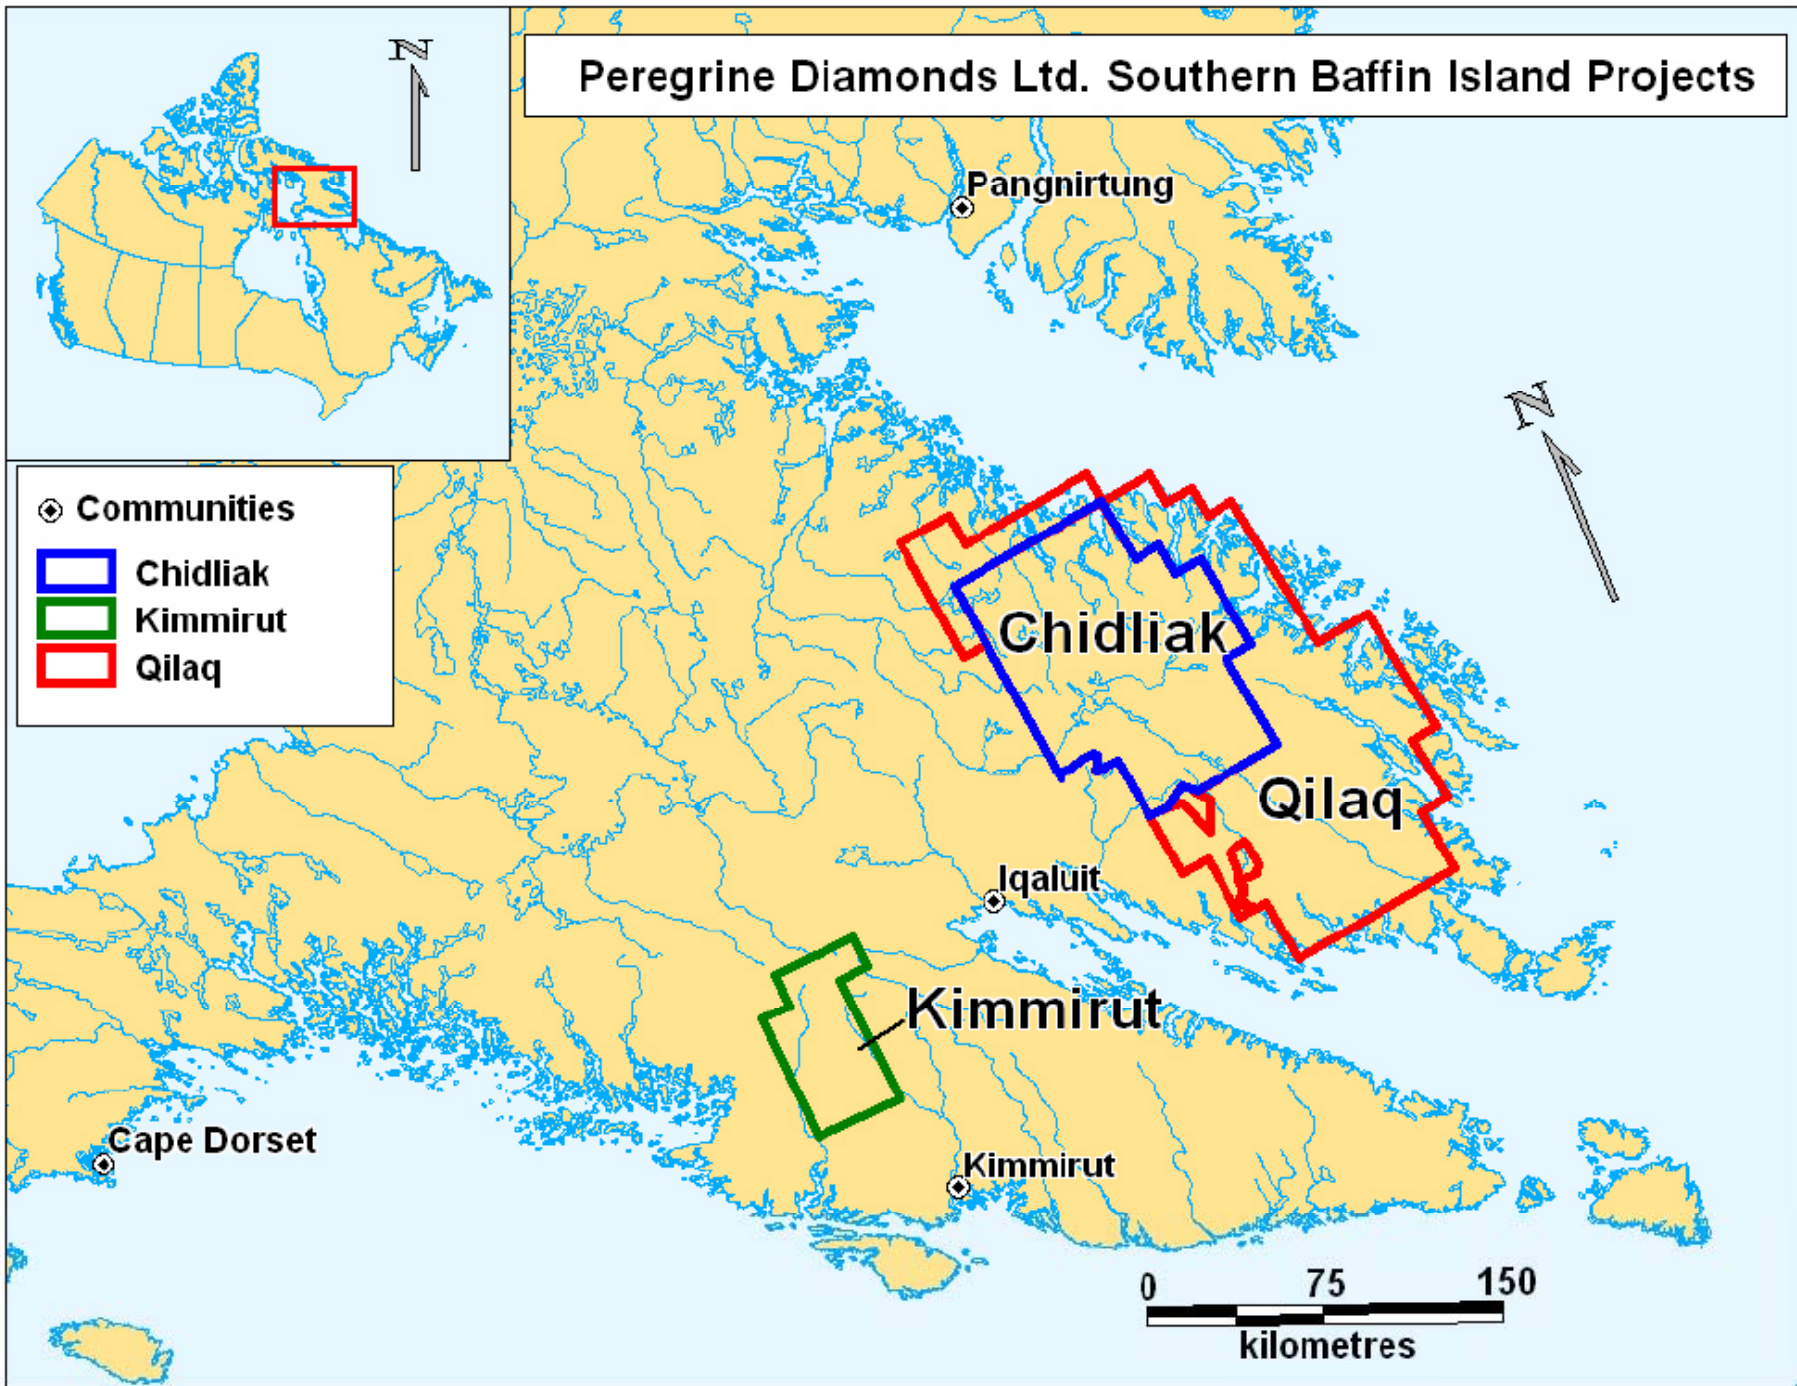 N
Peregrine Diamonds Ltd. Southern Baffin Island Projects
Pangnirtung
N
Communities
Chidliak
Kimmirut
Qilaq
Chidliak
Qilaq
Iqaluit
Kimmirut
Cape Dorset
Kimmirut
0 75 150
kilometres